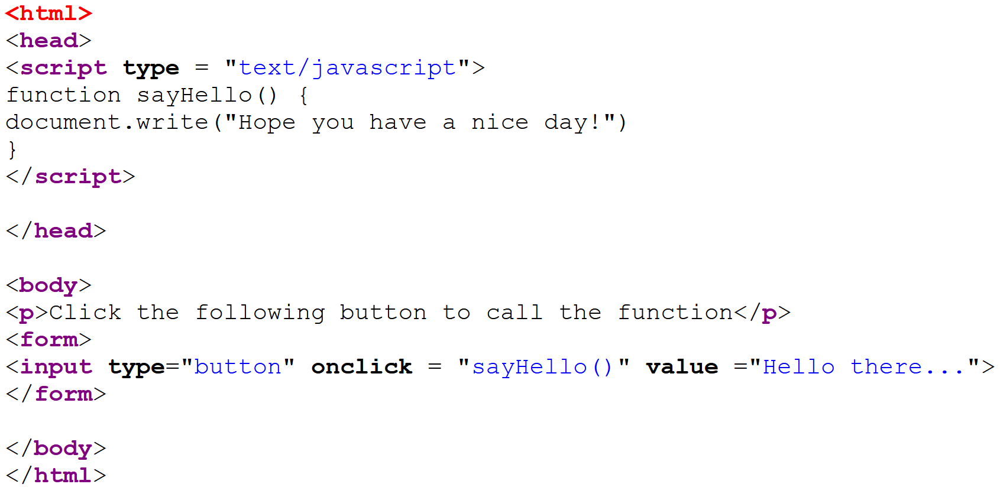 <html>
<head>
<script type = "text/javascript">
function sayHello() {
document.write("Hope you have a nice day!")
}
</script>
</head>
<body>
<p>Click the following button to call the function</p>
<form>
<input type="button" onclick = "sayHello()" value ="Hello there...">
</form>
</body>
</html>